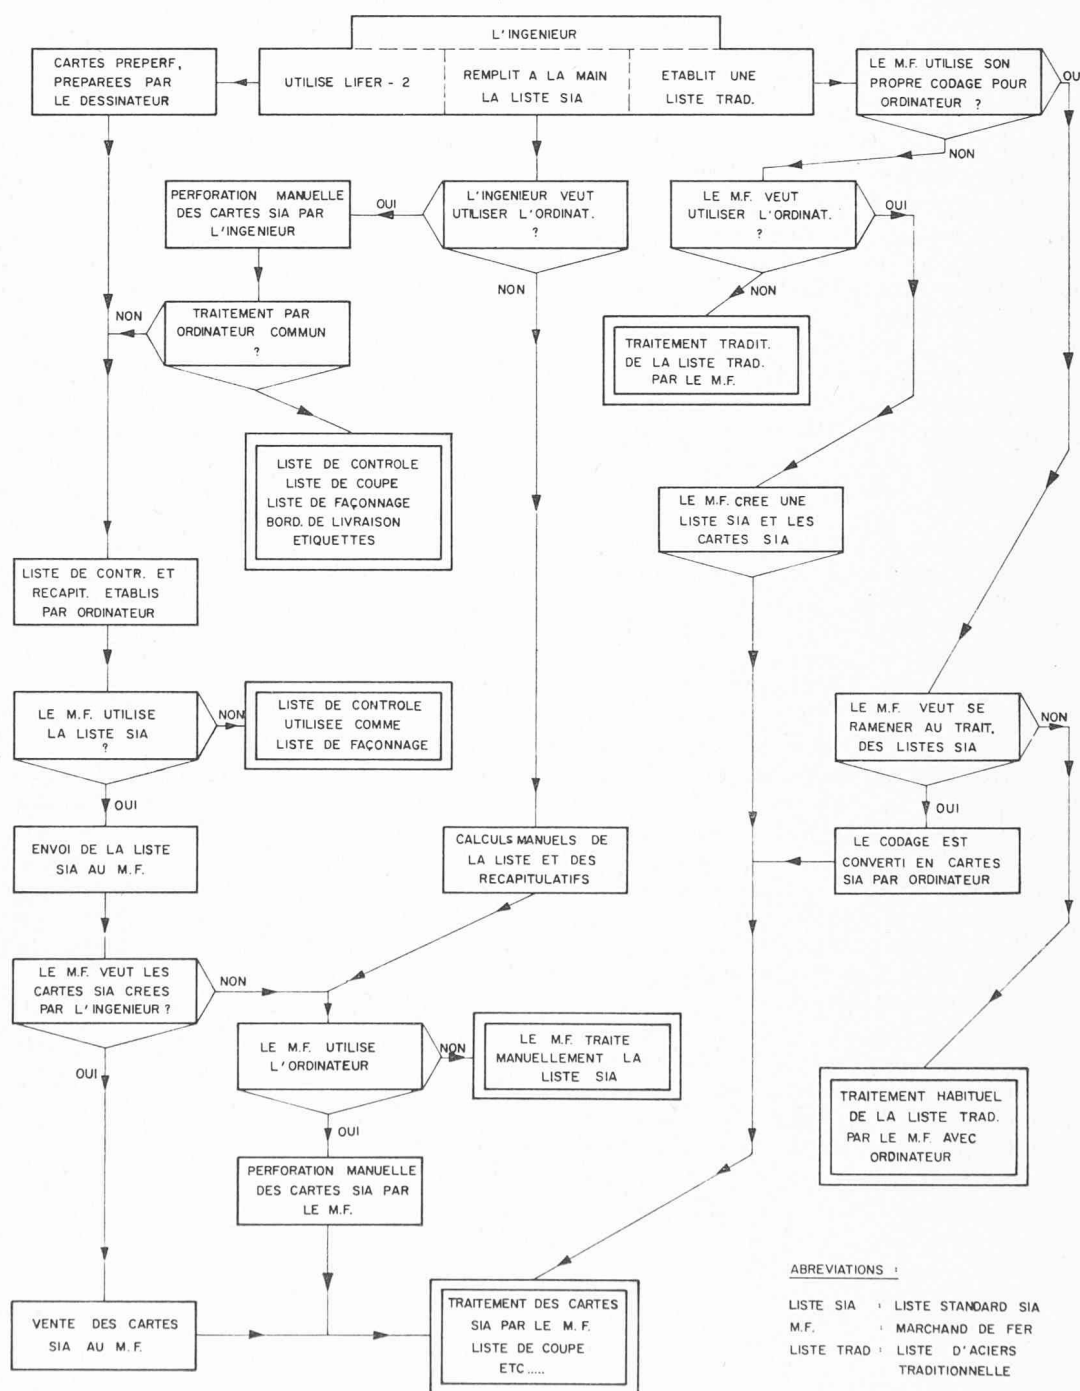 L'INGENIEUR
UTILISE LIFER - 2
REMPLIT A LA MAIN
LA LISTE SIA
ETABLIT UNE
LISTE TRAD.
CARTES PREPERF,
PREPAREES PAR
LE DESSINATEUR
LE M.F. UTILISE SON
PROPRE CODAGE POUR
ORDINATEUR ?
OUI
NON
PERFORATION MANUELLE
DES CARTES SIA PAR
L'INGENIEUR
OUI
L'INGENIEUR VEUT
UTILISER L'ORDINAT.
?
NON
LE M.F. VEUT
UTILISER L'ORDINAT.
?
OUI
NON
NON
TRAITEMENT PAR
ORDINATEUR COMMUN
?
TRAITEMENT TRADIT.
DE LA LISTE TRAD.
PAR LE M.F.
LISTE DE CONTROLE
LISTE DE COUPE
LISTE DE FAÇONNAGE
BORD. DE LIVRAISON
ETIQUETTES
LE M.F. CREE UNE
LISTE SIA ET LES
CARTES SIA
LISTE DE CONTR. ET
RECAPIT. ETABLIS
PAR ORDINATEUR
LE M.F. UTILISE
LA LISTE SIA
?
NON
OUI
LISTE DE CONTROLE
UTILISEE COMME
LISTE DE FAÇONNAGE
LE M.F. VEUT SE
RAMENER AU TRAIT.
DES LISTES SIA
NON
OUI
ENVOI DE LA LISTE
SIA AU M.F.
CALCULS MANUELS DE
LA LISTE ET DES
RECAPITULATIFS
LE CODAGE EST
CONVERTI EN CARTES
SIA PAR ORDINATEUR
LE M.F. VEUT LES
CARTES SIA CREES
PAR L'INGENIEUR ?
NON
OUI
LE M.F. UTILISE
L'ORDINATEUR
NON
OUI
LE M.F. TRAITE
MANUELLEMENT LA
LISTE SIA
TRAITEMENT HABITUEL
DE LA LISTE TRAD.
PAR LE M.F. AVEC
ORDINATEUR
PERFORATION MANUELLE
DES CARTES SIA PAR
LE M.F.
VENTE DES CARTES
SIA AU M.F.
TRAITEMENT DES CARTES
SIA PAR LE M.F.
LISTE DE COUPE
ETC.....
ABREVIATIONS :
LISTE SIA : LISTE STANDARD SIA
M.F. : MARCHAND DE FER
LISTE TRAD : LISTE D'ACIERS
TRADITIONNELLE